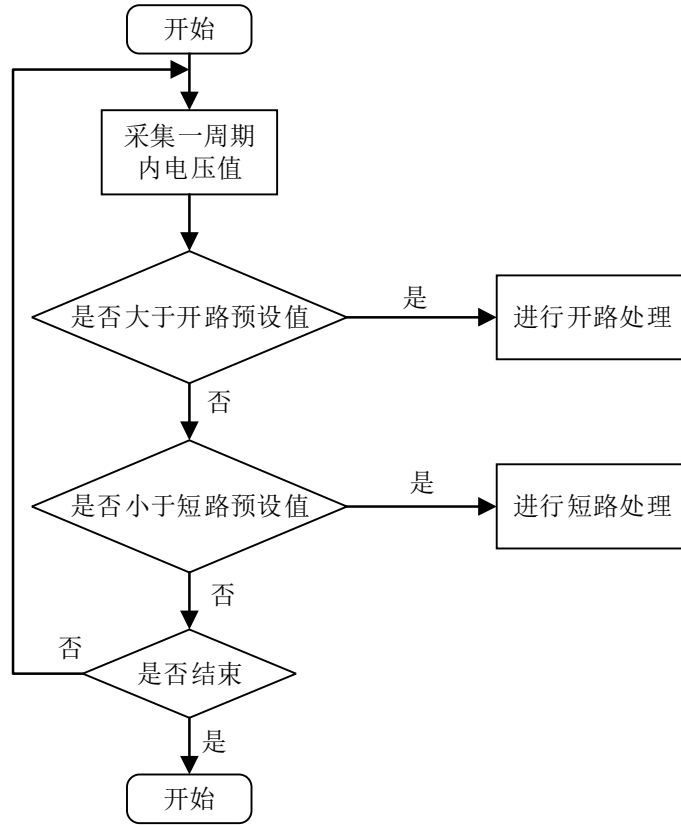 开始
采集一周期
内电压值
是否大于开路预设值
是
进行开路处理
否
是否小于短路预设值
是
进行短路处理
否
否
是否结束
是
开始